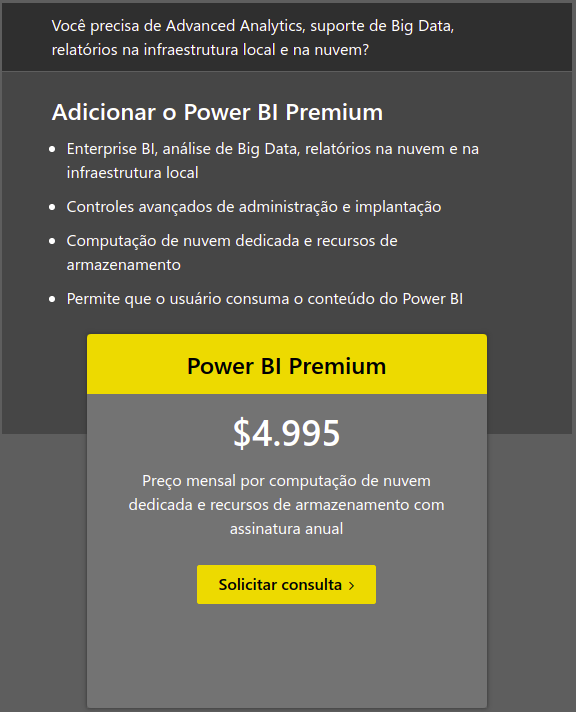 Você precisa de Advanced Analytics, suporte de Big Data,
relatórios na infraestrutura local e na nuvem?
Adicionar o Power BI Premium
• Enterprise BI, análise de Big Data, relatórios na nuvem e na
infraestrutura local
• Controles avançados de administração e implantação
• Computação de nuvem dedicada e recursos de
armazenamento
• Permite que o usuário consuma o conteúdo do Power BI
Power BI Premium
$4.995
Preço mensal por computação de nuvem
dedicada e recursos de armazenamento com
assinatura anual
Solicitar consulta >